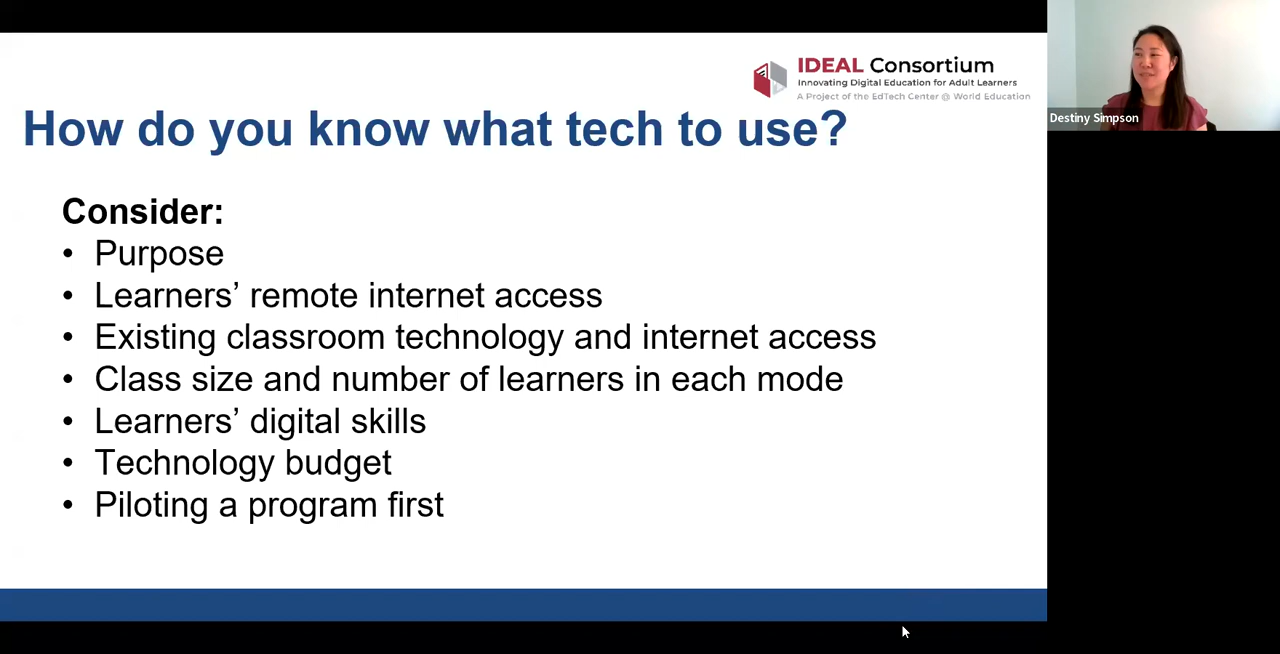 IDEAL Consortium
Innovating Digital Education for Adult Learners
A Project of the EdTech Center @ World Education
How do you know what tech to use?
Consider:
• Purpose
• Learners’ remote internet access
• Existing classroom technology and internet access
• Class size and number of learners in each mode
• Learners’ digital skills
• Technology budget
• Piloting a program first
Destiny Simpson